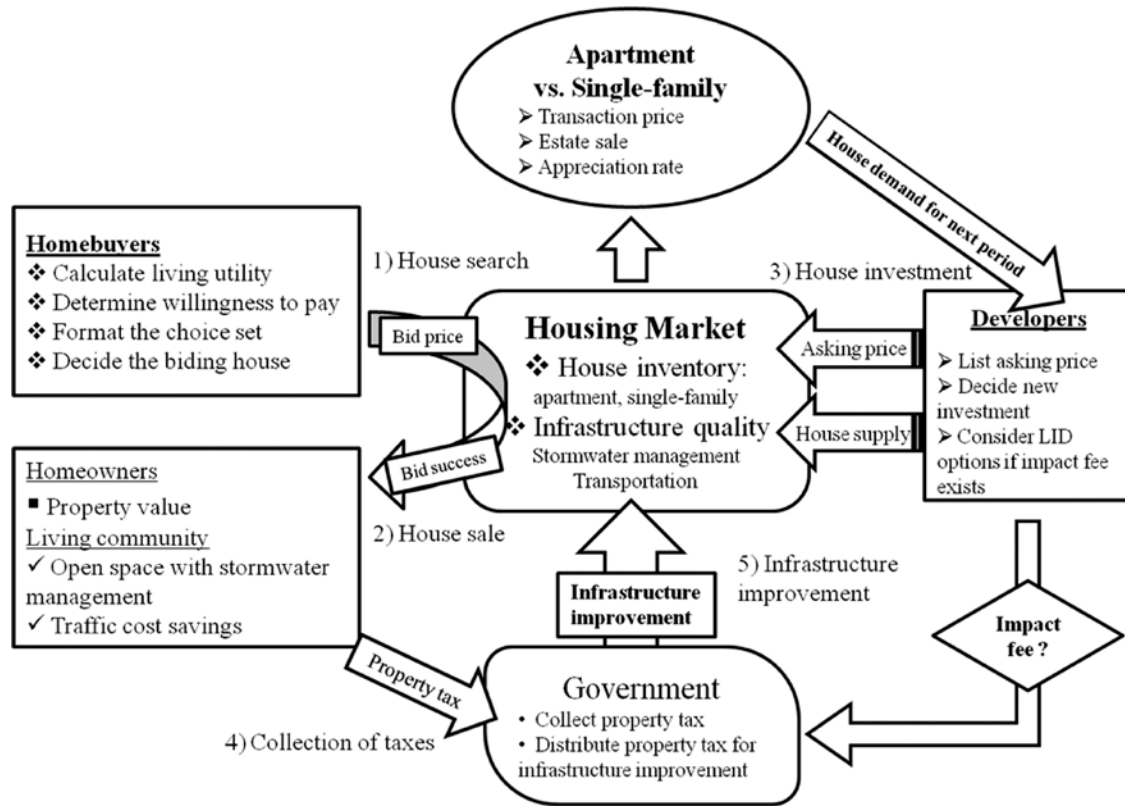 Apartment
vs. Single-family
➢ Transaction price
➢ Estate sale
➢ Appreciation rate
House demand for next period
Homebuyers
❖ Calculate living utility
❖ Determine willingness to pay
❖ Format the choice set
❖ Decide the biding house
1) House search
Bid price
Housing Market
❖ House inventory:
apartment, single-family
❖ Infrastructure quality
Stormwater management
Transportation
3) House investment
Asking price
House supply
Developers
➢ List asking price
➢ Decide new
investment
➢ Consider LID
options if impact fee
exists
Bid success
2) House sale
Homeowners
▪ Property value
Living community
✓ Open space with stormwater
management
✓ Traffic cost savings
Property tax
4) Collection of taxes
Infrastructure
improvement
5) Infrastructure
improvement
Impact
fee ?
Government
• Collect property tax
• Distribute property tax for
infrastructure improvement